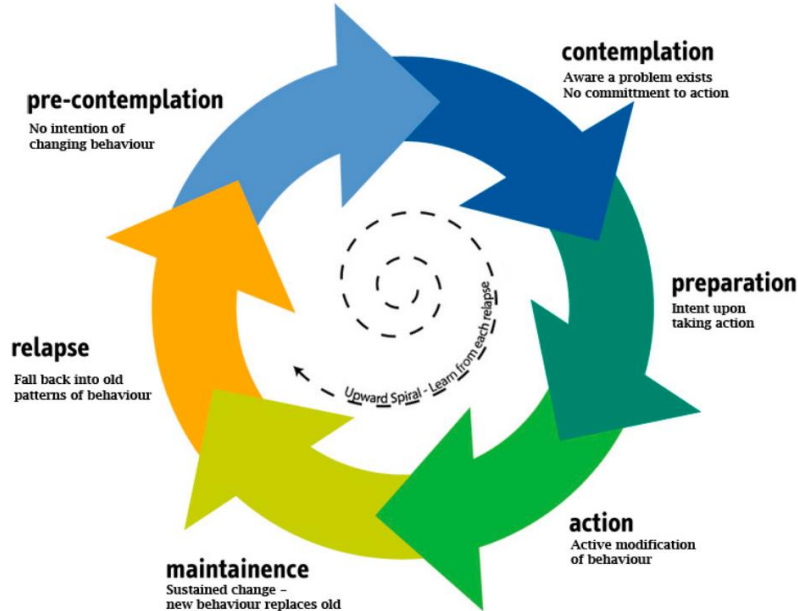 pre-contemplation
No intention of
changing behaviour
contemplation
Aware a problem exists
No committment to action
preparation
Intent upon
taking action
action
Active modification
of behaviour
maintainence
Sustained change –
new behaviour replaces old
relapse
Fall back into old
patterns of behaviour
Upward Spiral - Learn from each relapse